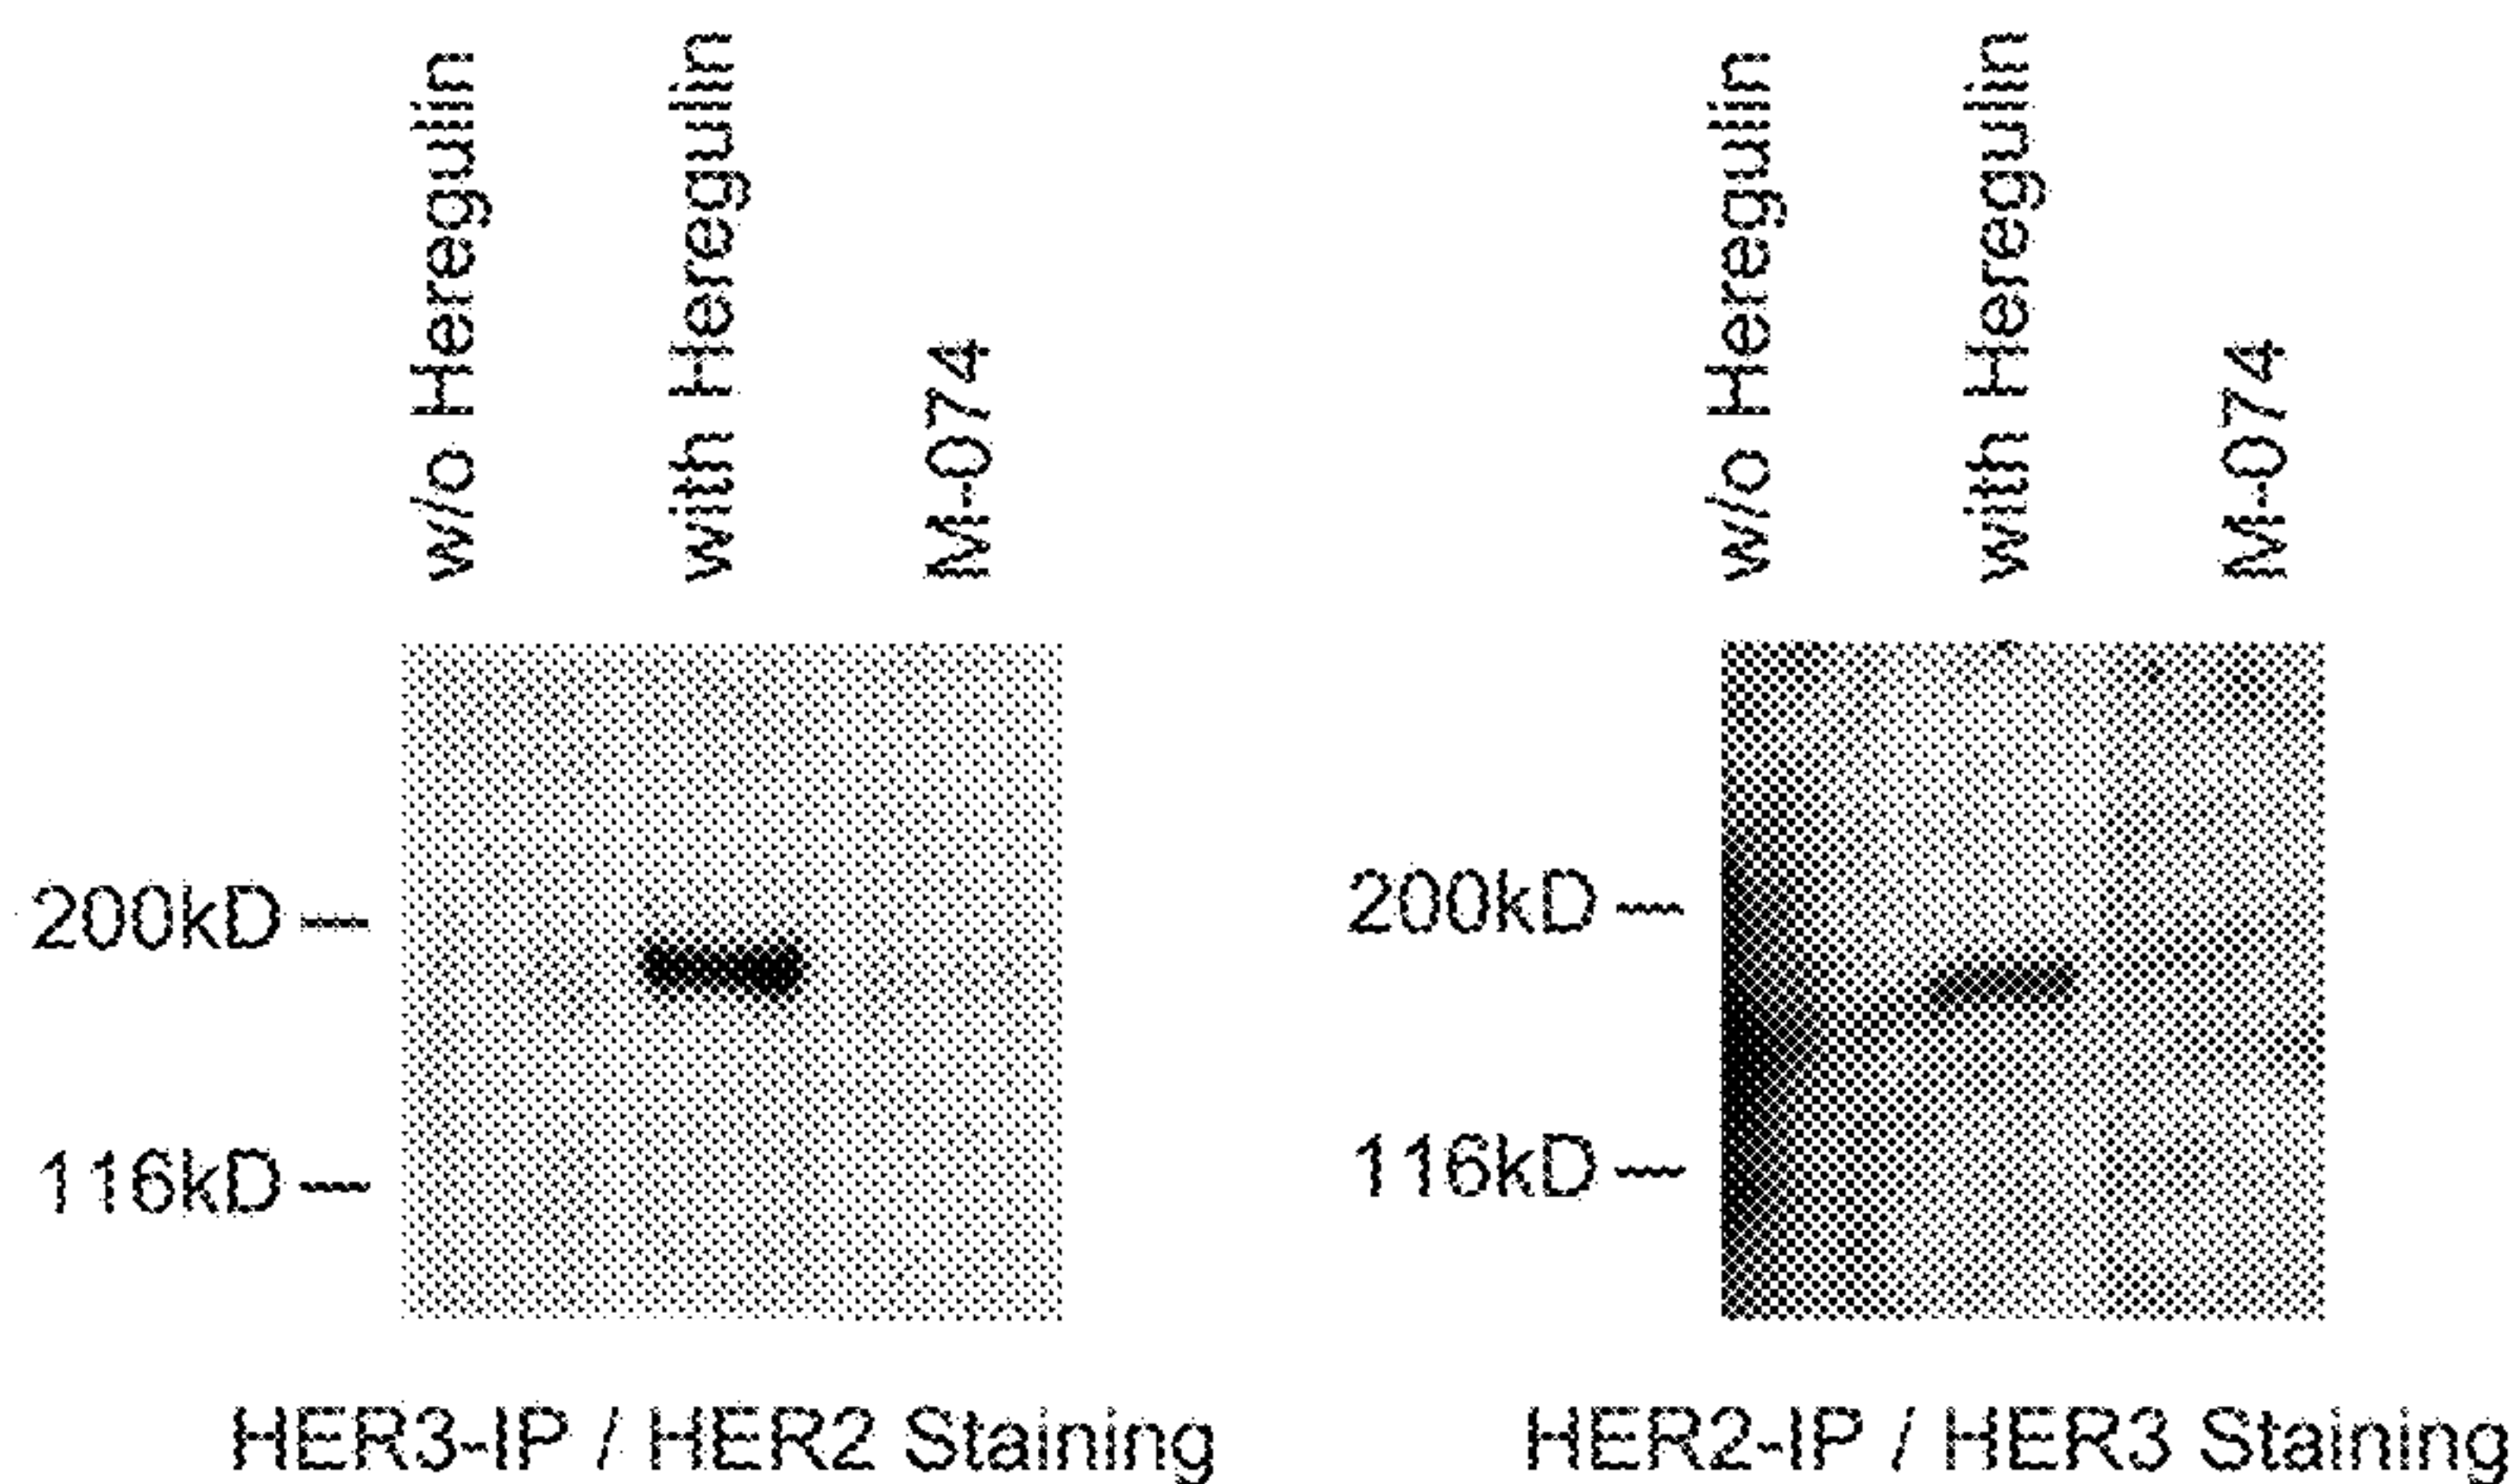 w/o Heregulin
with Heregulin
M-074
200kD
116kD
HER3-IP / HER2 Staining
w/o Heregulin
with Heregulin
M-074
200kD
116kD
HER2-IP / HER3 Staining